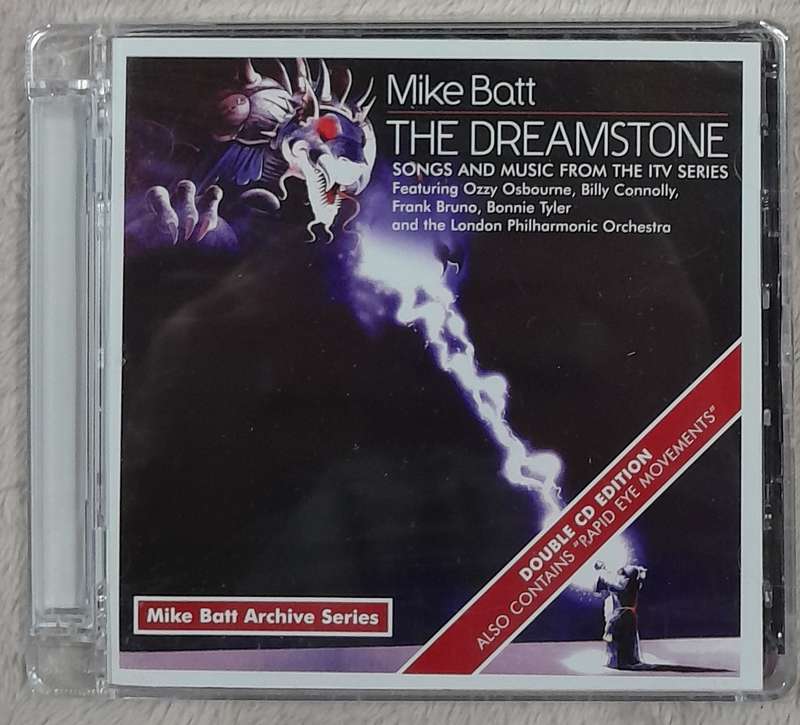 Mike Batt
THE DREAMSTONE
SONGS AND MUSIC FROM THE ITV SERIES
Featuring Ozzy Osbourne, Billy Connolly,
Frank Bruno, Bonnie Tyler
and the London Philharmonic Orchestra
DOUBLE CD EDITION
ALSO CONTAINS "RAPID EYE MOVEMENTS"
Mike Batt Archive Series